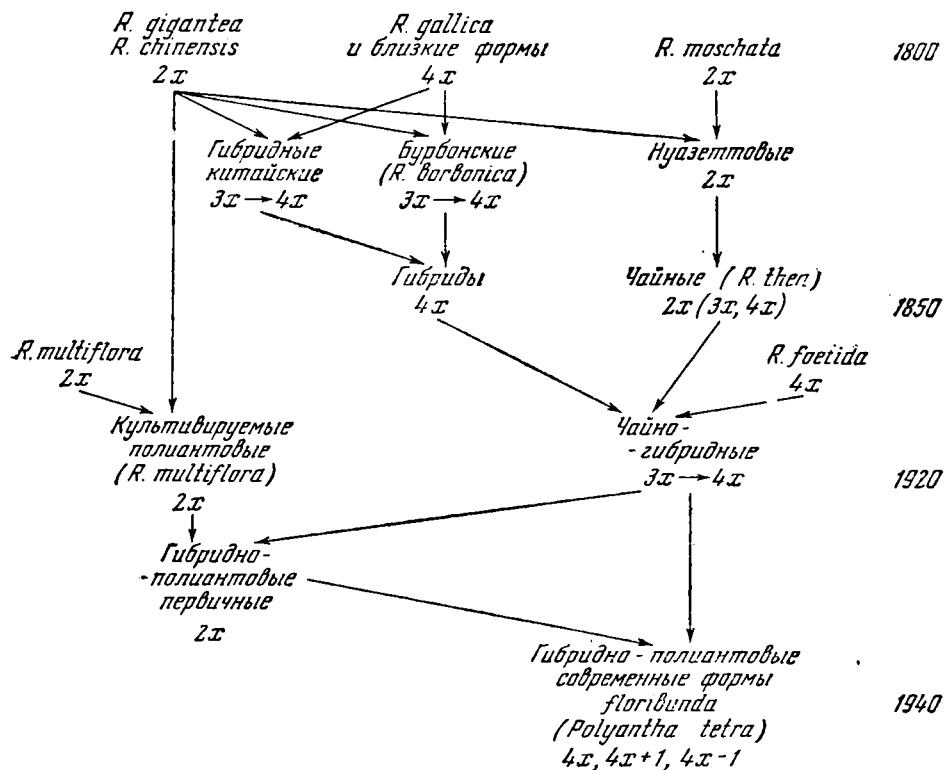 R. gigantea
R. chinensis
2x
R. gallica
и близкие формы
4x
R. moschata
2x
1800
Гибридные
китайские
3x → 4x
Бурбонские
(R. borbonica)
3x → 4x
Нуазеттовые
2x
Гибриды
4x
Чайные (R. thea)
2x (3x, 4x)
1850
R. multiflora
2x
R. foetida
4x
Культивируемые
полиантовые
(R. multiflora)
2x
Чайно-
-гибридные
3x → 4x
1920
Гибридно-
-полиантовые
первичные
2x
Гибридно-полиантовые
современные формы
floribunda
(Polyantha tetra)
4x, 4x+1, 4x-1
1940